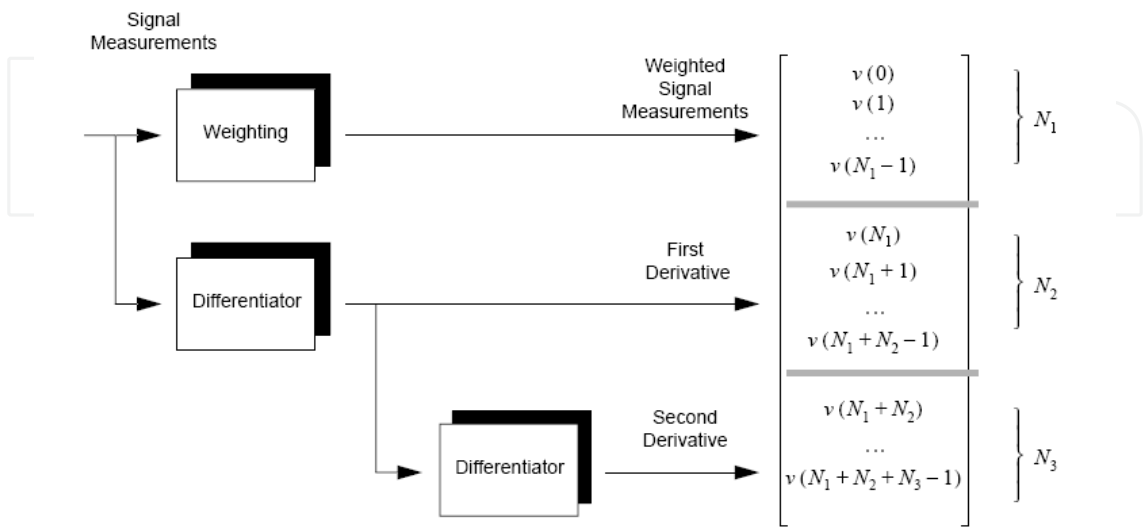 Signal
Measurements
Weighting
Weighted
Signal
Measurements
v(0)
v(1)
...
v(N₁ − 1)
N₁
Differentiator
First
Derivative
v(N₁)
v(N₁ + 1)
...
v(N₁ + N₂ − 1)
N₂
Differentiator
Second
Derivative
v(N₁ + N₂)
...
v(N₁ + N₂ + N₃ − 1)
N₃